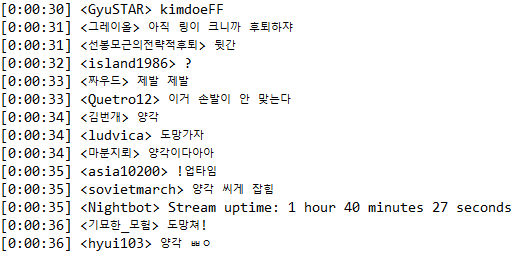 [0:00:30] <GyuSTAR> kimdoeFF
[0:00:31] <그레이올> 아직 링이 크니까 후퇴하쟈
[0:00:31] <선봉모근의전략적후퇴> 뒷간
[0:00:32] <island1986> ?
[0:00:33] <짜우드> 제발 제발
[0:00:33] <Quetro12> 이거 손발이 안 맞는다
[0:00:34] <김번개> 양각
[0:00:34] <ludvica> 도망가자
[0:00:34] <마분지뢰> 양각이다아아
[0:00:35] <asia10200> !업타임
[0:00:35] <sovietmarch> 양각 씨게 잡힘
[0:00:35] <Nightbot> Stream uptime: 1 hour 40 minutes 27 seconds
[0:00:36] <기묘한_모험> 도망쳐!
[0:00:36] <hyui103> 양각 ㅃㅇ